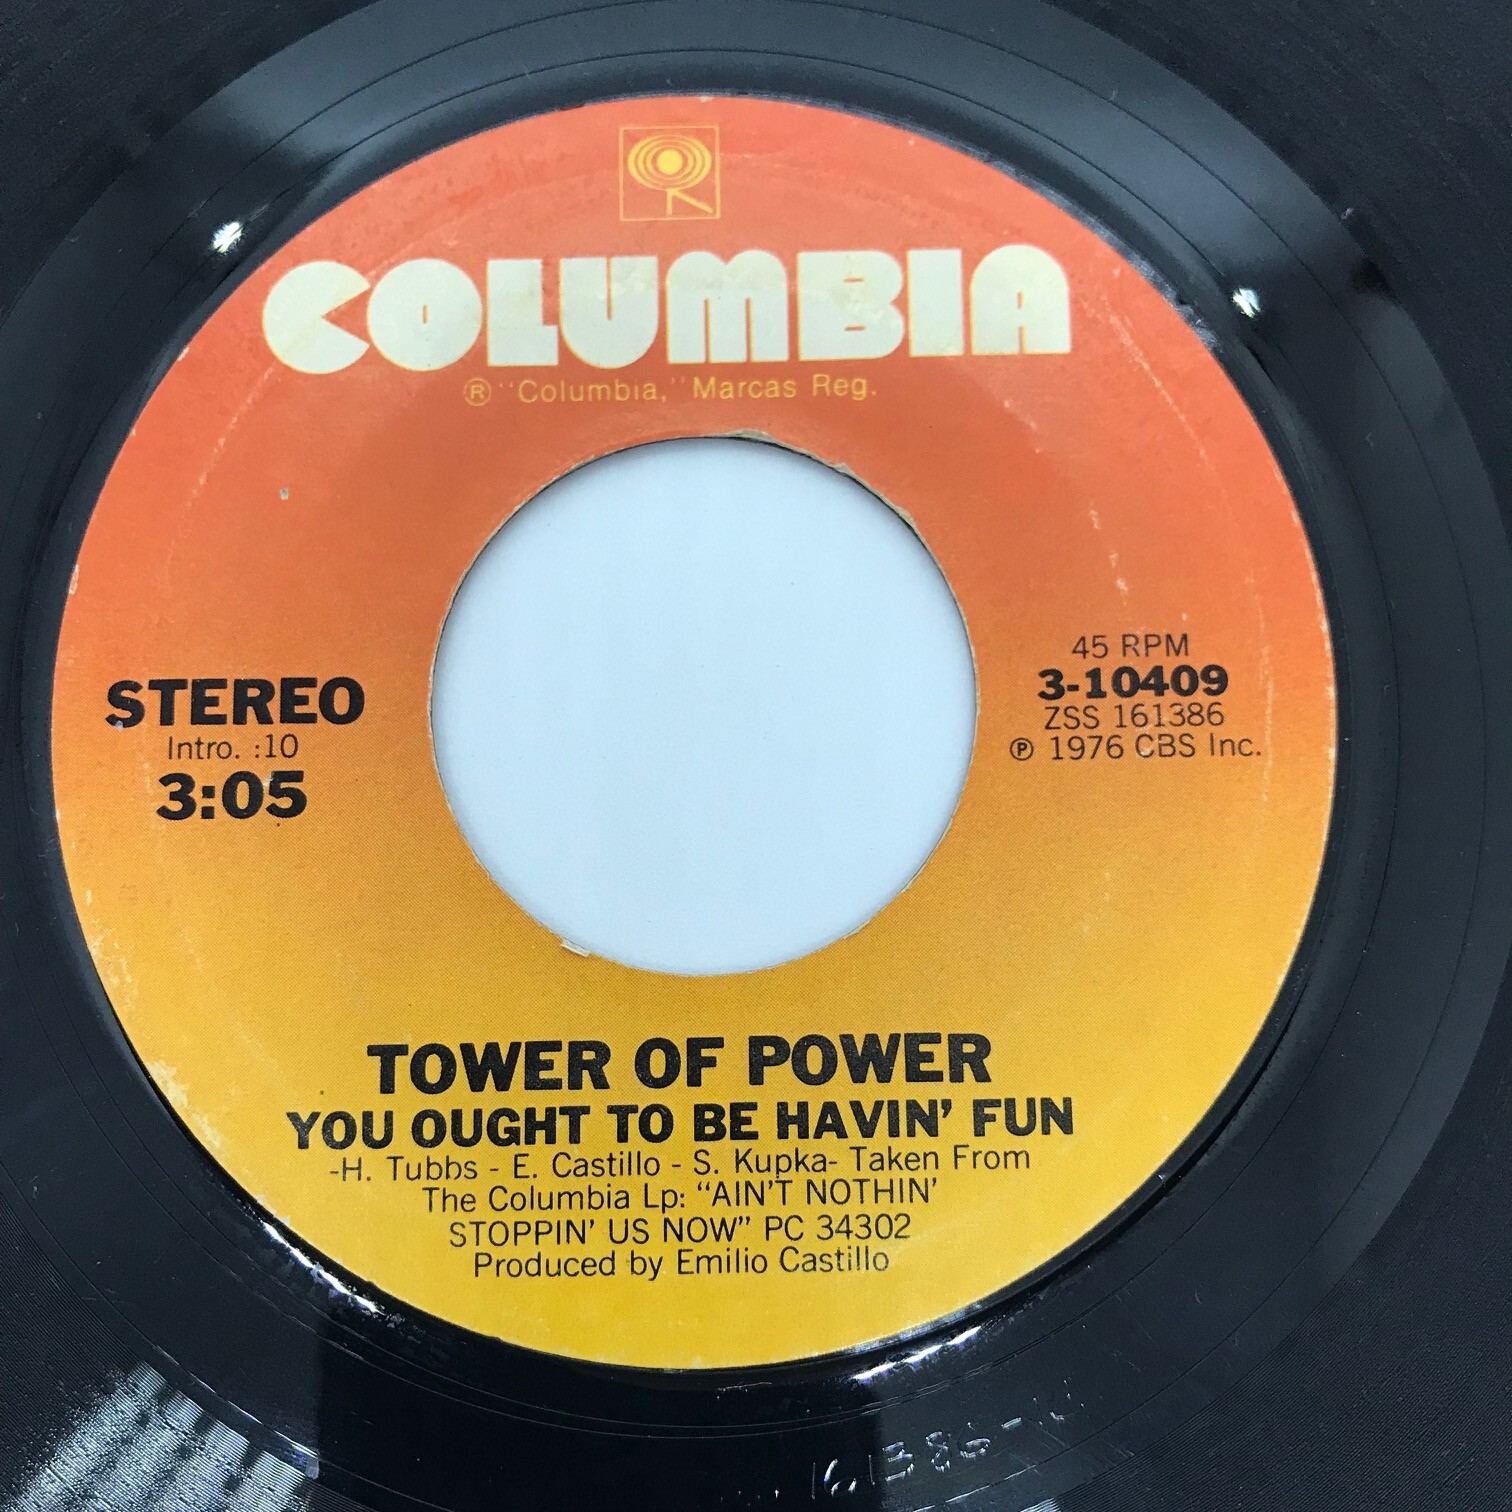 COLUMBIA
® "Columbia," Marcas Reg.
STEREO
Intro. :10
3:05
45 RPM
3-10409
ZSS 161386
℗ 1976 CBS Inc.
TOWER OF POWER
YOU OUGHT TO BE HAVIN' FUN
-H. Tubbs - E. Castillo - S. Kupka- Taken From
The Columbia Lp: "AIN'T NOTHIN'
STOPPIN' US NOW" PC 34302
Produced by Emilio Castillo